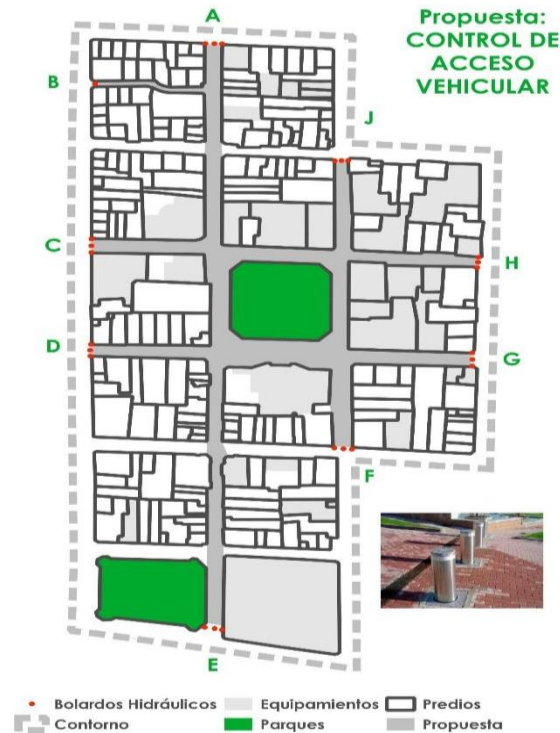 A
Propuesta:
CONTROL DE
ACCESO
VEHICULAR
B
J
C
H
D
G
F
E
Bolardos Hidráulicos
Equipamientos
Predios
Contorno
Parques
Propuesta